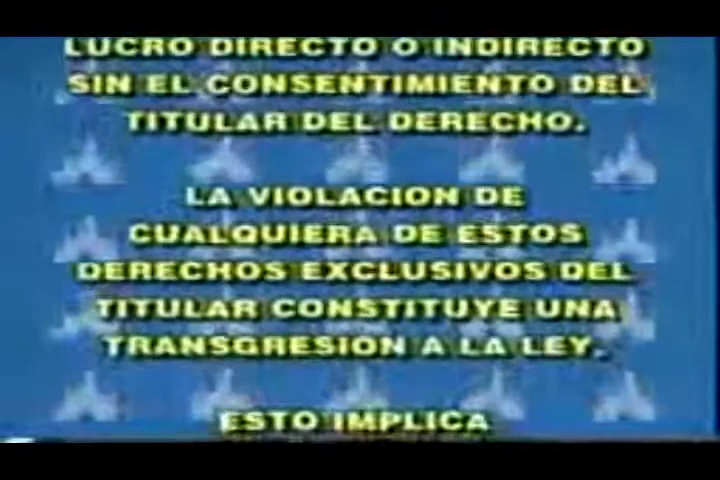 LUCRO DIRECTO O INDIRECTO
SIN EL CONSENTIMIENTO DEL
TITULAR DEL DERECHO.
LA VIOLACION DE
CUALQUIERA DE ESTOS
DERECHOS EXCLUSIVOS DEL
TITULAR CONSTITUYE UNA
TRANSGRESION A LA LEY.
ESTO IMPLICA